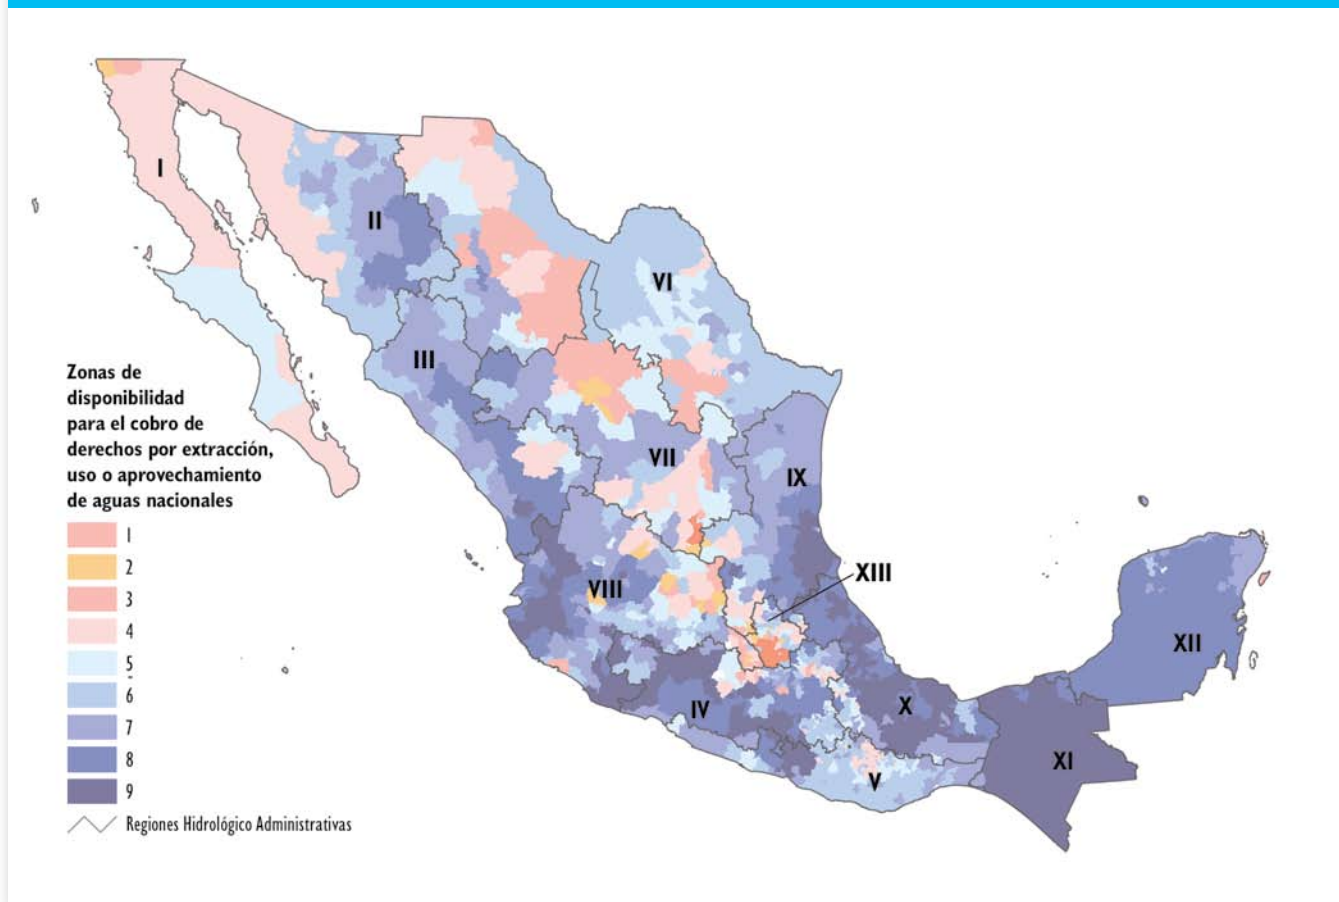 I
II
VI
III
Zonas de
disponibilidad
para el cobro de
derechos por extracción,
uso o aprovechamiento
de aguas nacionales
VII
IX
1
2
XIII
VIII
3
4
XII
5
6
IV
X
7
8
XI
V
9
Regiones Hidrológico Administrativas